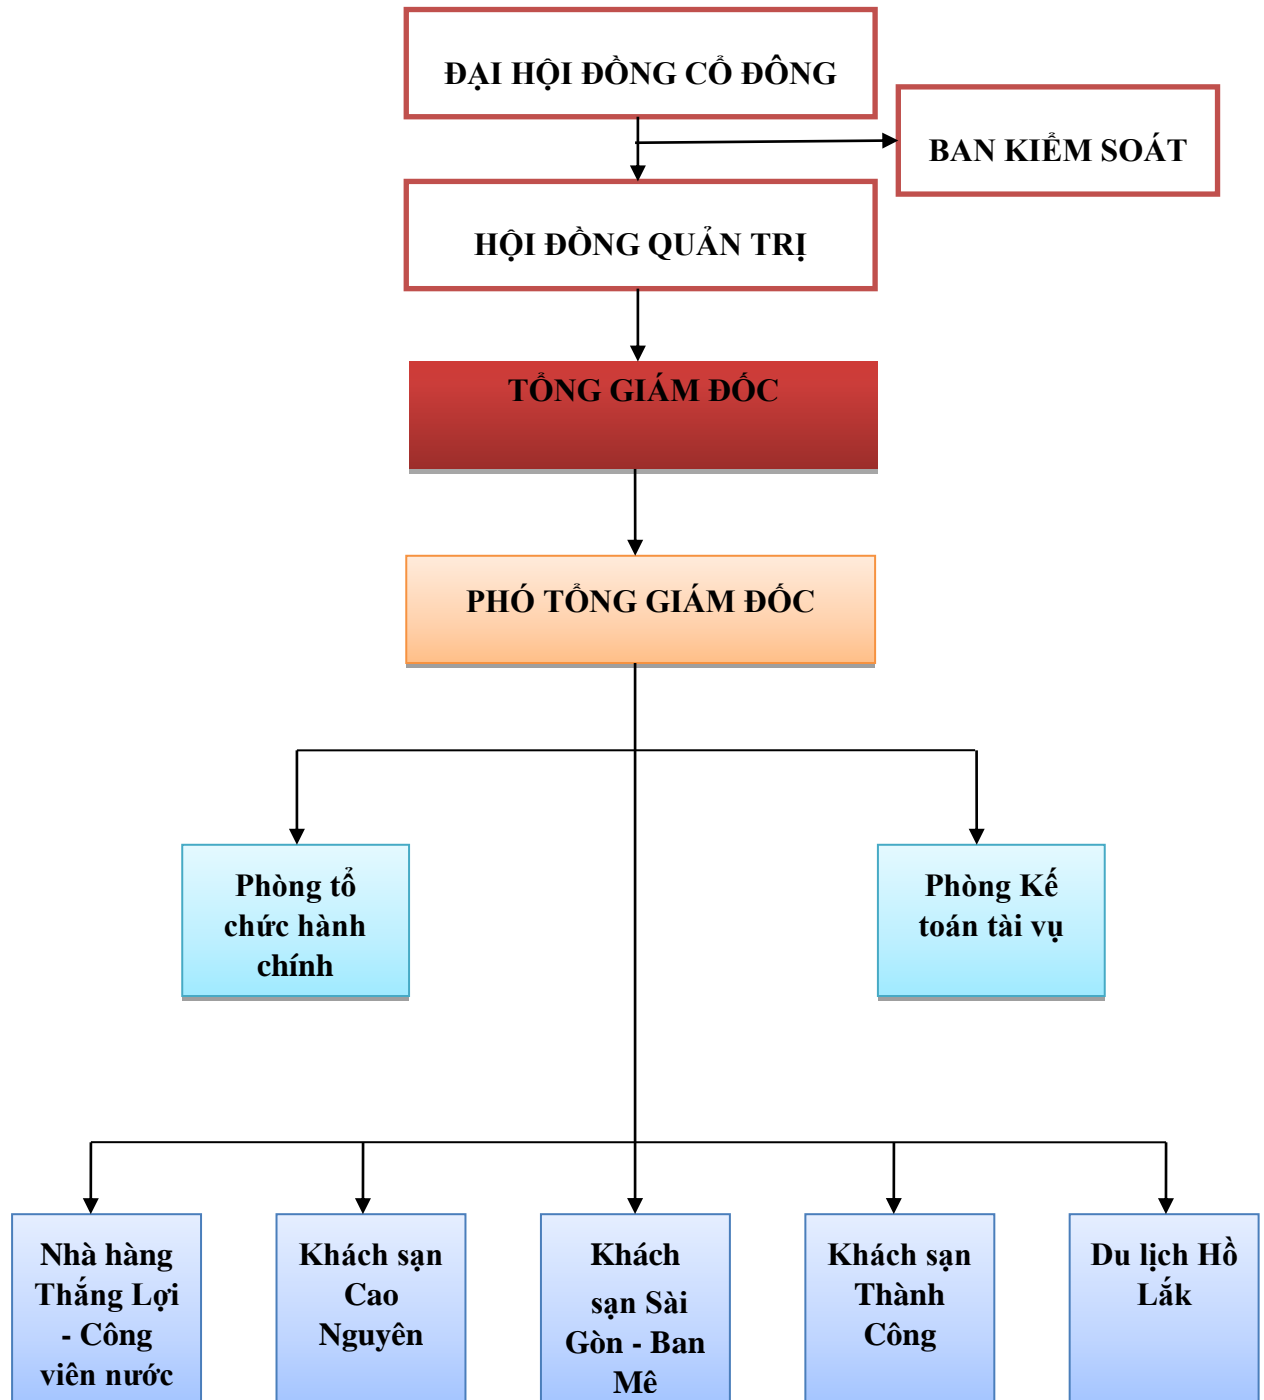 ĐẠI HỘI ĐỒNG CỔ ĐÔNG
BAN KIỂM SOÁT
HỘI ĐỒNG QUẢN TRỊ
TỔNG GIÁM ĐỐC
PHÓ TỔNG GIÁM ĐỐC
Phòng tổ
chức hành
chính
Phòng Kế
toán tài vụ
Nhà hàng
Thắng Lợi
- Công
viên nước
Khách sạn
Cao
Nguyên
Khách
sạn Sài
Gòn - Ban
Mê
Khách sạn
Thành
Công
Du lịch Hồ
Lắk